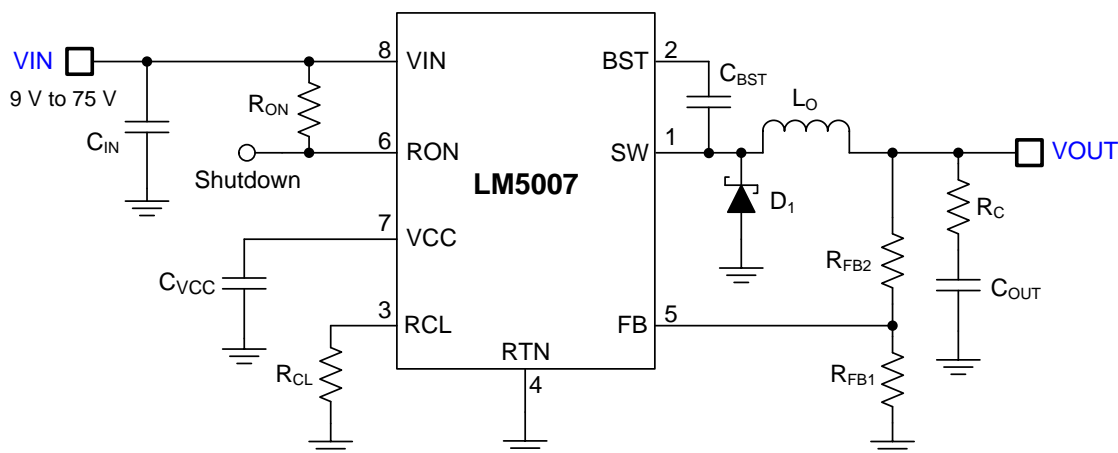 VIN
9 V to 75 V
CIN
RON
Shutdown
8 VIN
6 RON
7 VCC
3 RCL
CVCC
RCL
LM5007
RTN
4
BST 2
SW 1
FB 5
CBST
LO
D1
VOUT
RC
RFB2
COUT
RFB1